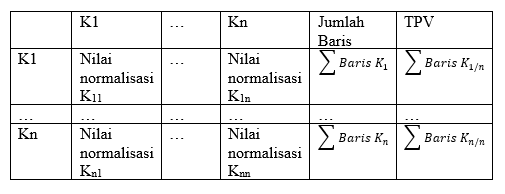 K1 … Kn Jumlah Baris TPV
K1 Nilai normalisasi K11 … Nilai normalisasi K1n ∑ Baris K1 ∑ Baris K1/n
… … … … … …
Kn Nilai normalisasi Kn1 … Nilai normalisasi Knn ∑ Baris Kn ∑ Baris Kn/n